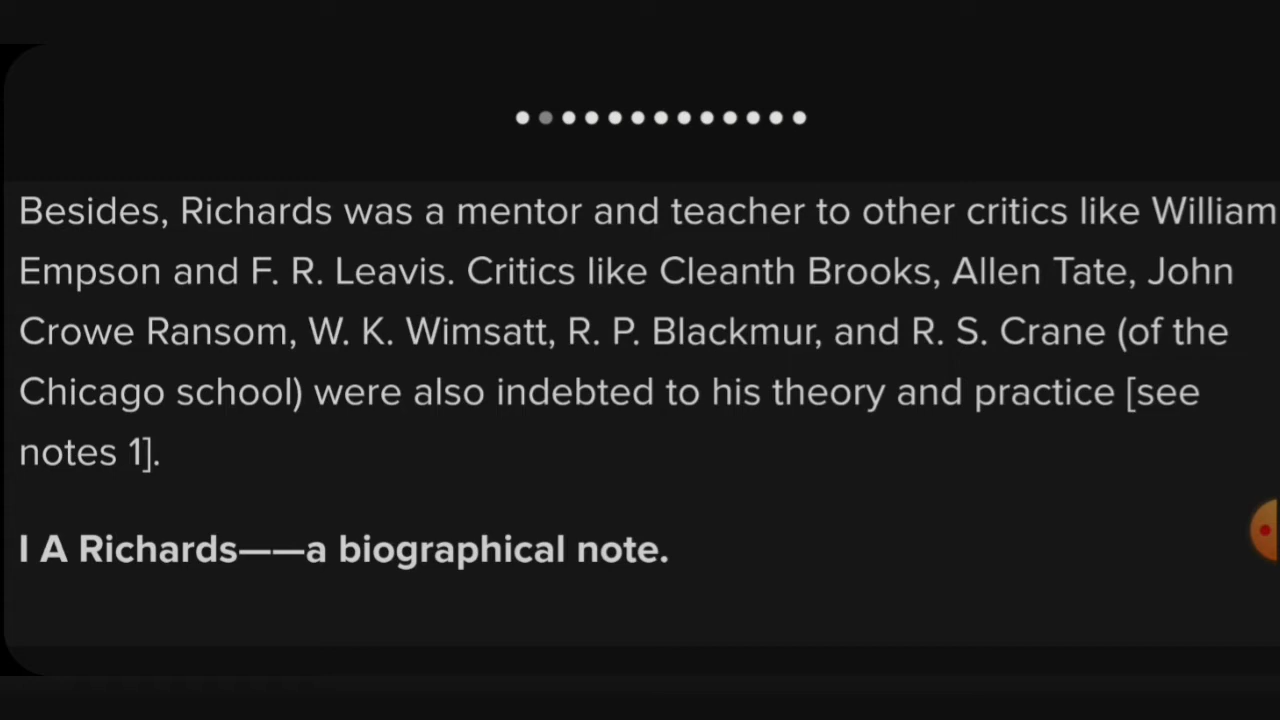 Besides, Richards was a mentor and teacher to other critics like William
Empson and F. R. Leavis. Critics like Cleanth Brooks, Allen Tate, John
Crowe Ransom, W. K. Wimsatt, R. P. Blackmur, and R. S. Crane (of the
Chicago school) were also indebted to his theory and practice [see
notes 1].
I A Richards——a biographical note.